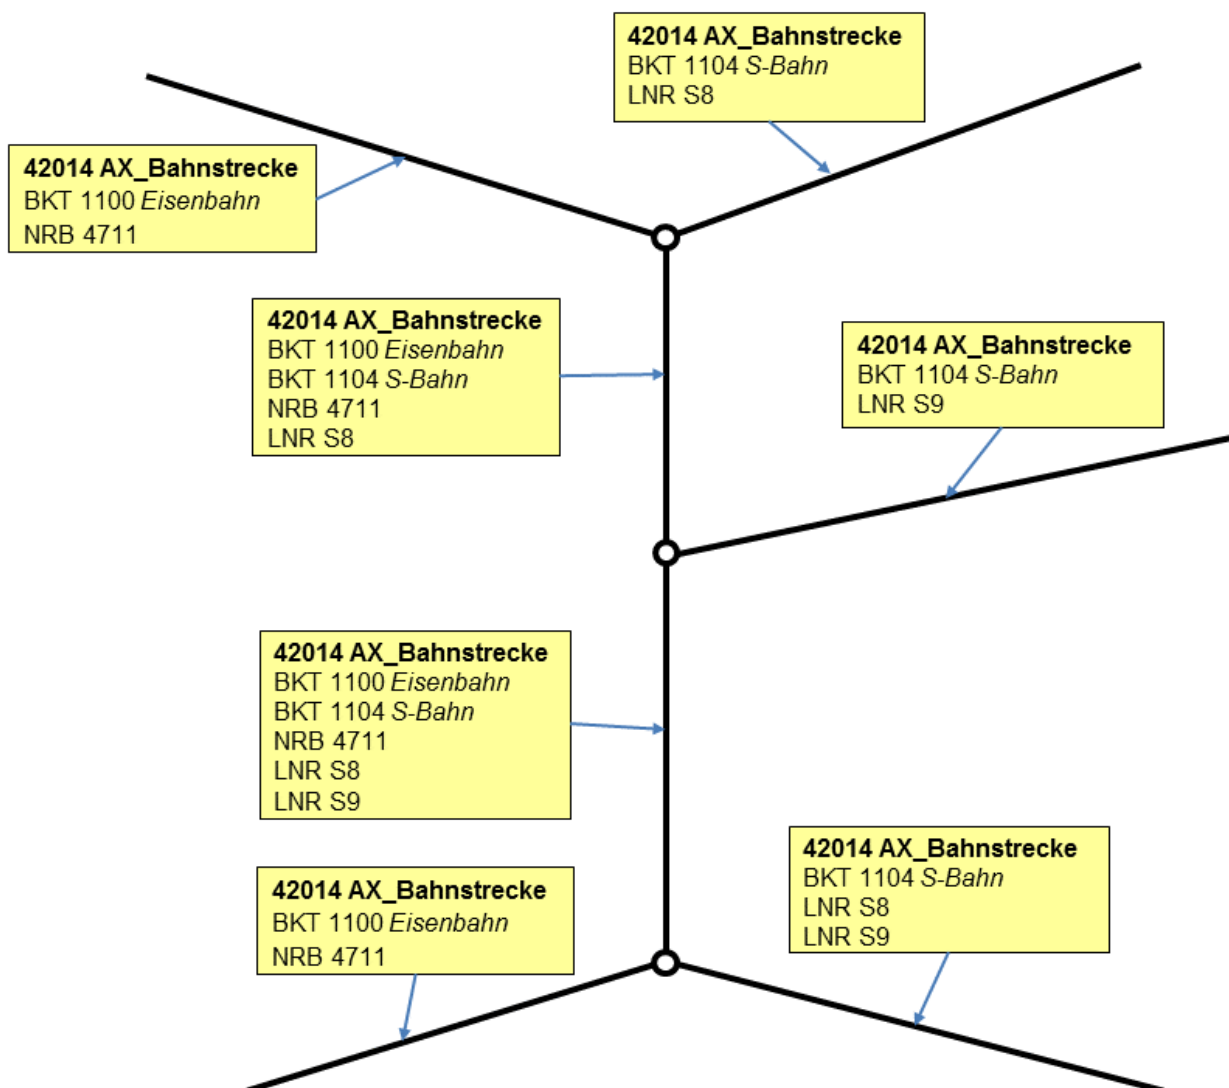 42014 AX_Bahnstrecke
BKT 1104 S-Bahn
LNR S8
42014 AX_Bahnstrecke
BKT 1100 Eisenbahn
NRB 4711
42014 AX_Bahnstrecke
BKT 1100 Eisenbahn
BKT 1104 S-Bahn
NRB 4711
LNR S8
42014 AX_Bahnstrecke
BKT 1104 S-Bahn
LNR S9
42014 AX_Bahnstrecke
BKT 1100 Eisenbahn
BKT 1104 S-Bahn
NRB 4711
LNR S8
LNR S9
42014 AX_Bahnstrecke
BKT 1104 S-Bahn
LNR S8
LNR S9
42014 AX_Bahnstrecke
BKT 1100 Eisenbahn
NRB 4711